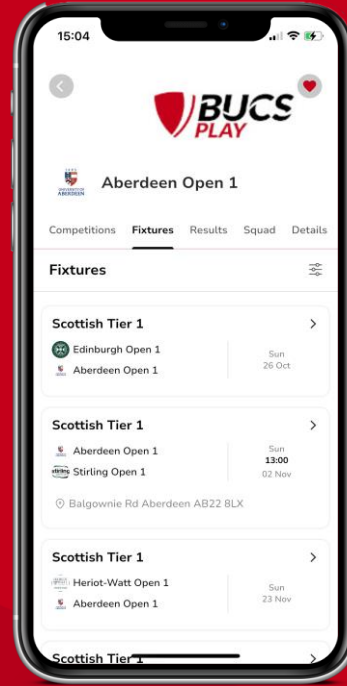 15:04
BUCS
PLAY
UNIVERSITY OF
ABERDEEN
Aberdeen Open 1
Competitions Fixtures Results Squad Details
Fixtures
Scottish Tier 1
Edinburgh Open 1
Aberdeen Open 1
Sun
26 Oct
Scottish Tier 1
Aberdeen Open 1
Stirling Open 1
Sun
13:00
02 Nov
Balgownie Rd Aberdeen AB22 8LX
Scottish Tier 1
Heriot-Watt Open 1
Aberdeen Open 1
Sun
23 Nov
Scottish Tier 1